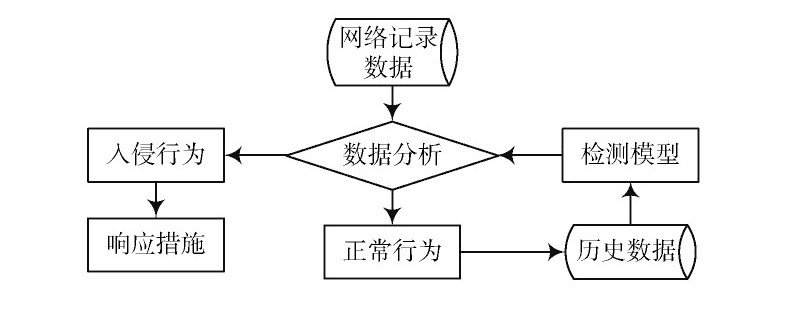 网络记录
数据
入侵行为
数据分析
检测模型
响应措施
正常行为
历史数据